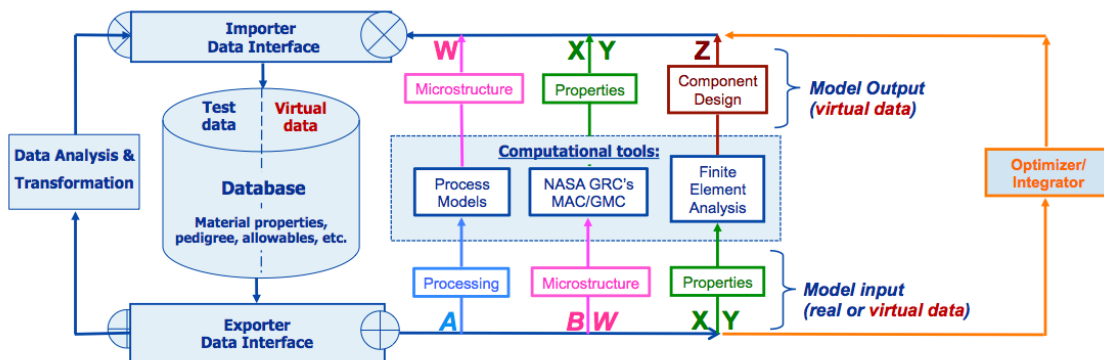 Importer
Data Interface
W
X Y
Z
Microstructure
Properties
Component
Design
Model Output
(virtual data)
Test
data
Virtual
data
Data Analysis &
Transformation
Database
Material properties,
pedigree, allowables, etc.
Computational tools:
Process
Models
NASA GRC's
MAC/GMC
Finite
Element
Analysis
Optimizer/
Integrator
Processing
Microstructure
Properties
Model input
(real or virtual data)
A
B W
X Y
Exporter
Data Interface